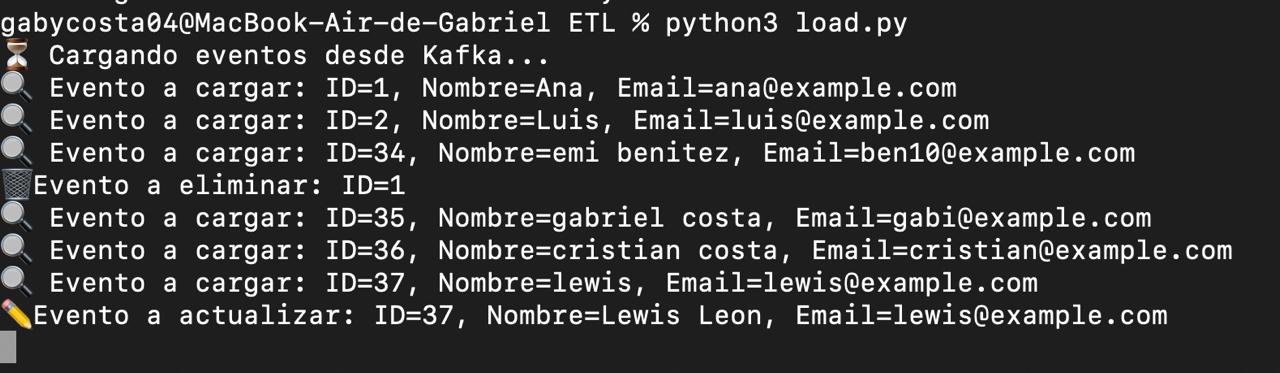 gabycosta04@MacBook-Air-de-Gabriel ETL % python3 load.py
⏳ Cargando eventos desde Kafka...
🔍 Evento a cargar: ID=1, Nombre=Ana, Email=ana@example.com
🔍 Evento a cargar: ID=2, Nombre=Luis, Email=luis@example.com
🔍 Evento a cargar: ID=34, Nombre=emi benitez, Email=ben10@example.com
🗑️Evento a eliminar: ID=1
🔍 Evento a cargar: ID=35, Nombre=gabriel costa, Email=gabi@example.com
🔍 Evento a cargar: ID=36, Nombre=cristian costa, Email=cristian@example.com
🔍 Evento a cargar: ID=37, Nombre=lewis, Email=lewis@example.com
✏️Evento a actualizar: ID=37, Nombre=Lewis Leon, Email=lewis@example.com